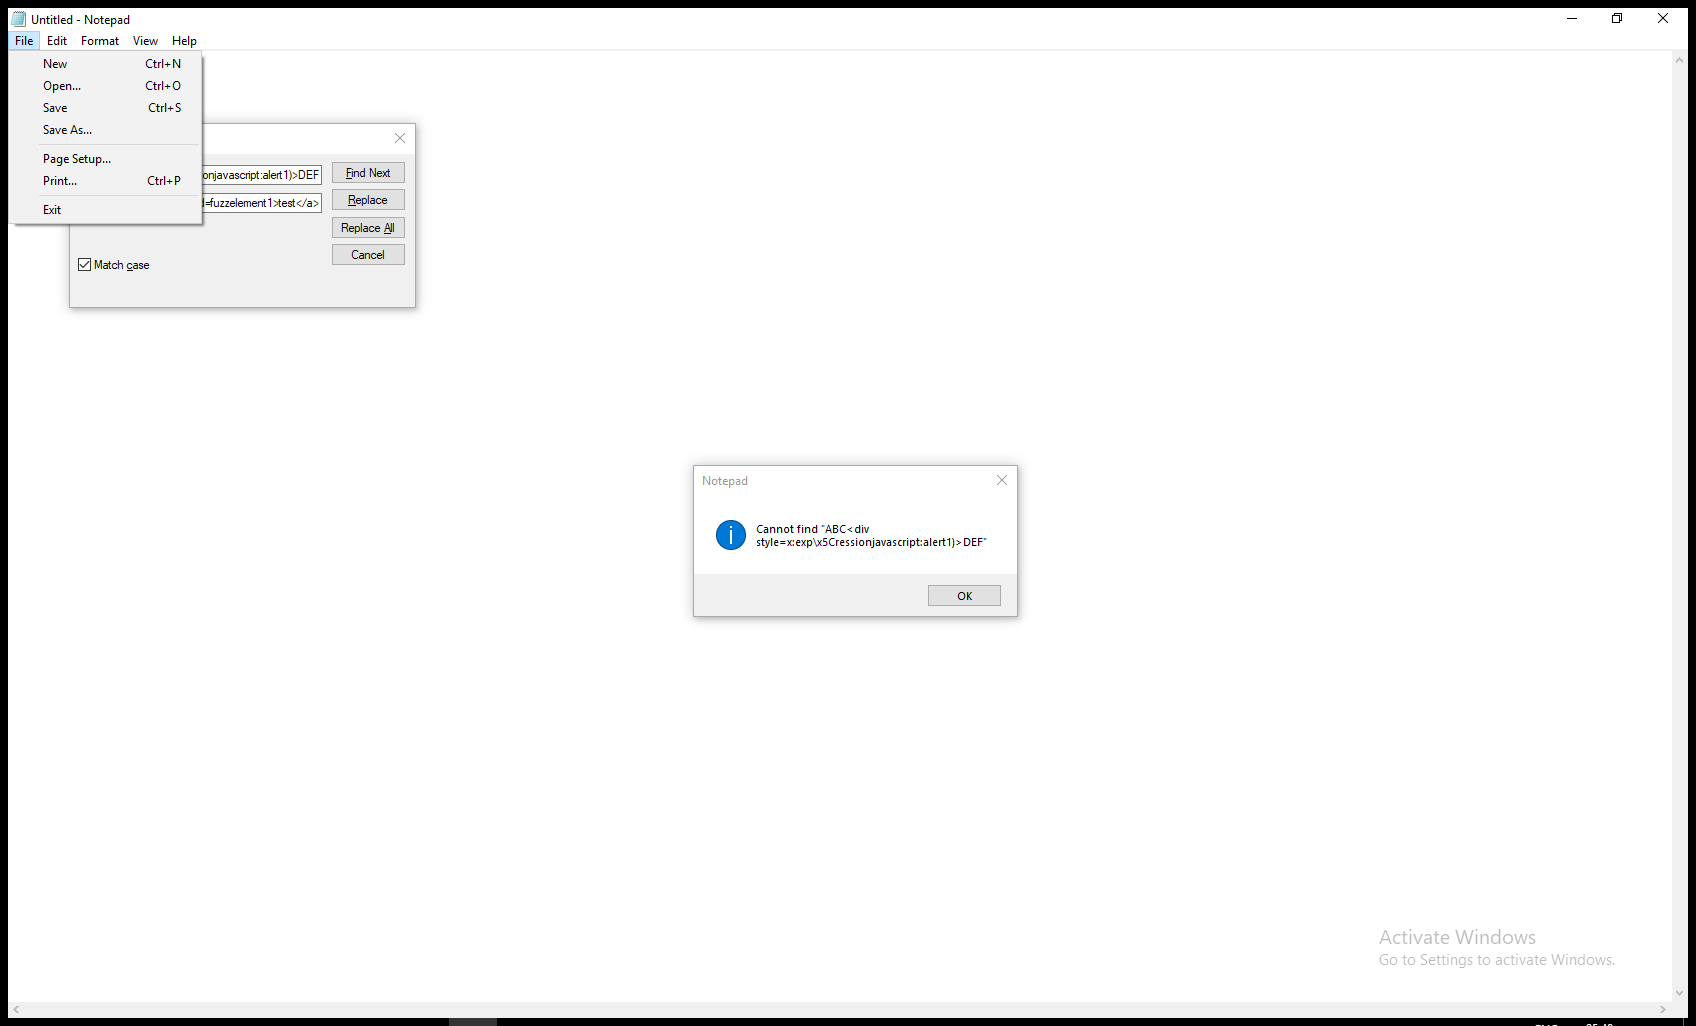 Untitled - Notepad
File Edit Format View Help
New Ctrl+N
Open... Ctrl+O
Save Ctrl+S
Save As...
Page Setup...
Print... Ctrl+P
Exit
onjavascript:alert1)>DEF
Find Next
=fuzzelement1>test</a>
Replace
Replace All
Cancel
Match case
Notepad
Cannot find "ABC<div
style=x:exp\x5Cressionjavascript:alert1)>DEF"
OK
Activate Windows
Go to Settings to activate Windows.